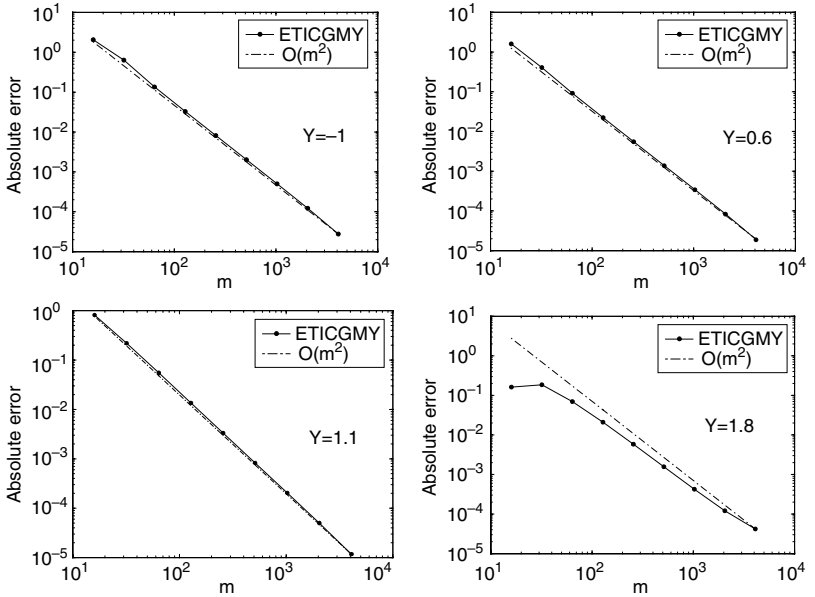 10^1
10^0
10^−1
10^−2
10^−3
10^−4
10^−5
Absolute error
ETICGMY
O(m^2)
Y=−1
10^1
10^2
10^3
10^4
m
10^1
10^0
10^−1
10^−2
10^−3
10^−4
10^−5
Absolute error
ETICGMY
O(m^2)
Y=0.6
10^1
10^2
10^3
10^4
m
10^0
10^−1
10^−2
10^−3
10^−4
10^−5
Absolute error
ETICGMY
O(m^2)
Y=1.1
10^1
10^2
10^3
10^4
m
10^1
10^0
10^−1
10^−2
10^−3
10^−4
10^−5
Absolute error
ETICGMY
O(m^2)
Y=1.8
10^1
10^2
10^3
10^4
m